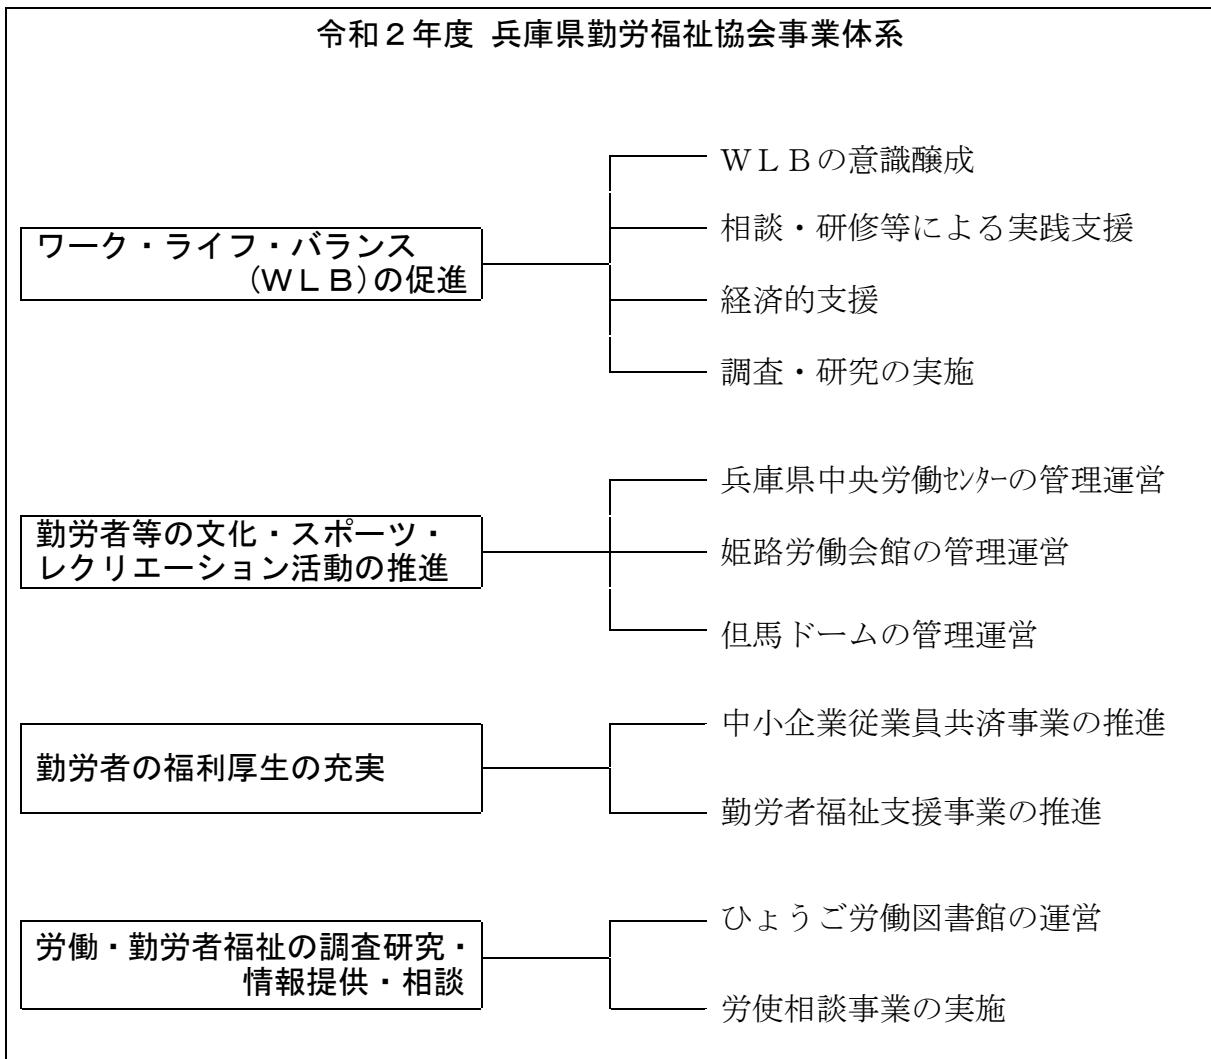 令和２年度 兵庫県勤労福祉協会事業体系
ワーク・ライフ・バランス
(ＷＬＢ)の促進
ＷＬＢの意識醸成
相談・研修等による実践支援
経済的支援
調査・研究の実施
勤労者等の文化・スポーツ・
レクリエーション活動の推進
兵庫県中央労働ｾﾝﾀｰの管理運営
姫路労働会館の管理運営
但馬ドームの管理運営
勤労者の福利厚生の充実
中小企業従業員共済事業の推進
勤労者福祉支援事業の推進
労働・勤労者福祉の調査研究・
情報提供・相談
ひょうご労働図書館の運営
労使相談事業の実施